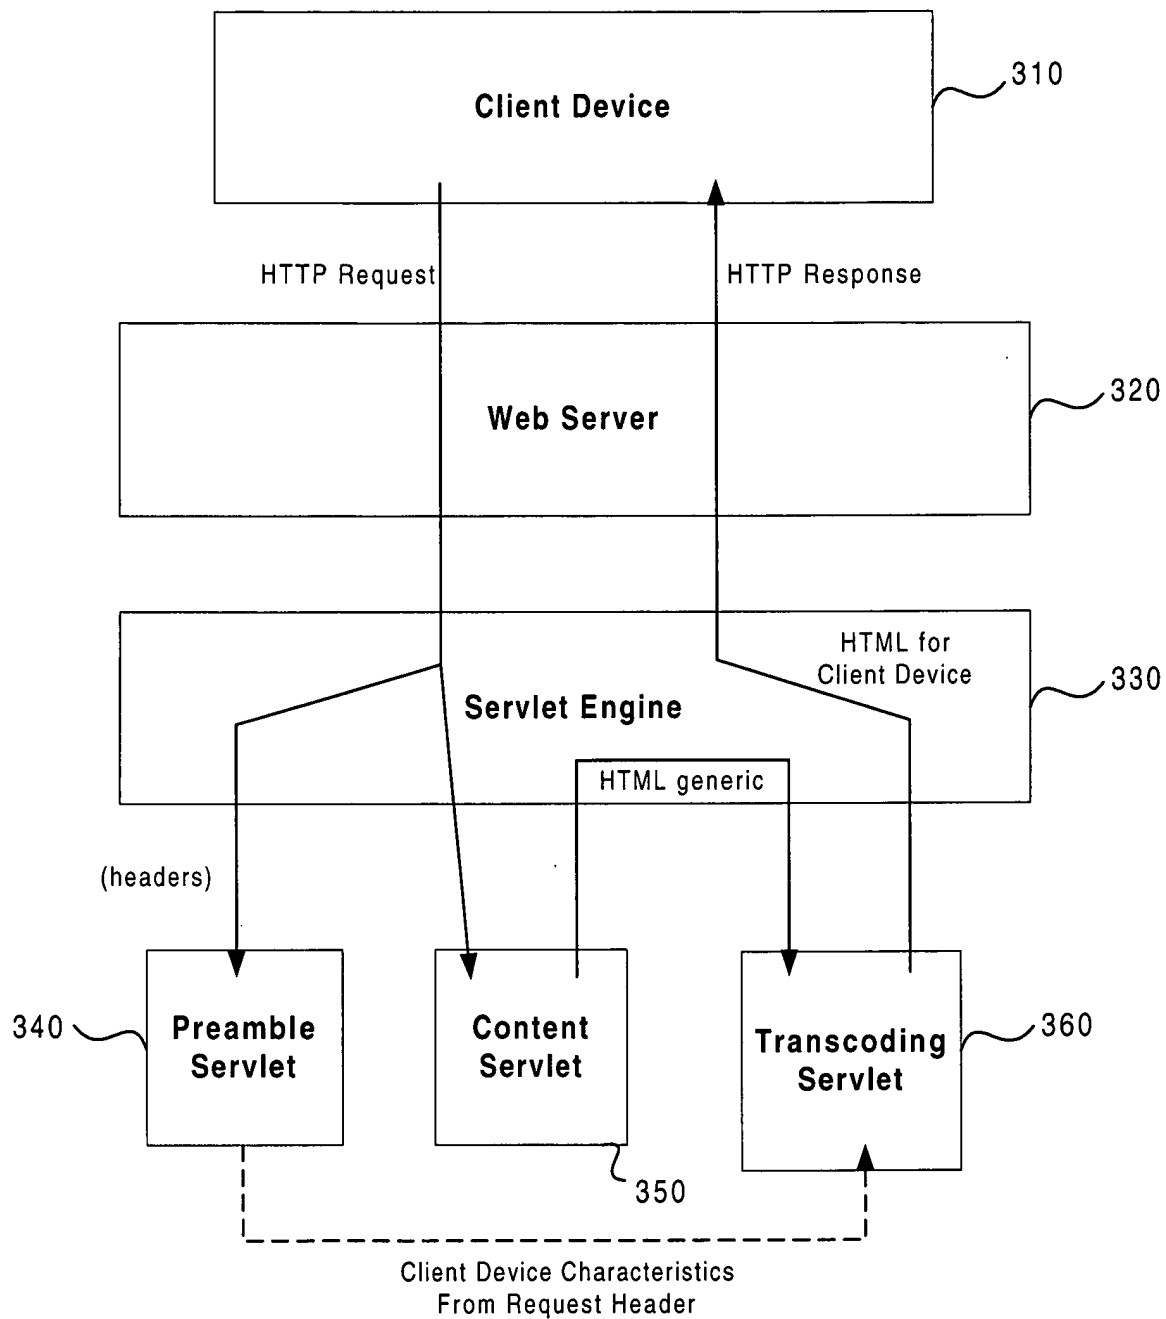 310
Client Device
HTTP Request
HTTP Response
320
Web Server
HTML for
Client Device
330
Servlet Engine
HTML generic
(headers)
340
Preamble
Servlet
Content
Servlet
Transcoding
Servlet
360
350
Client Device Characteristics
From Request Header